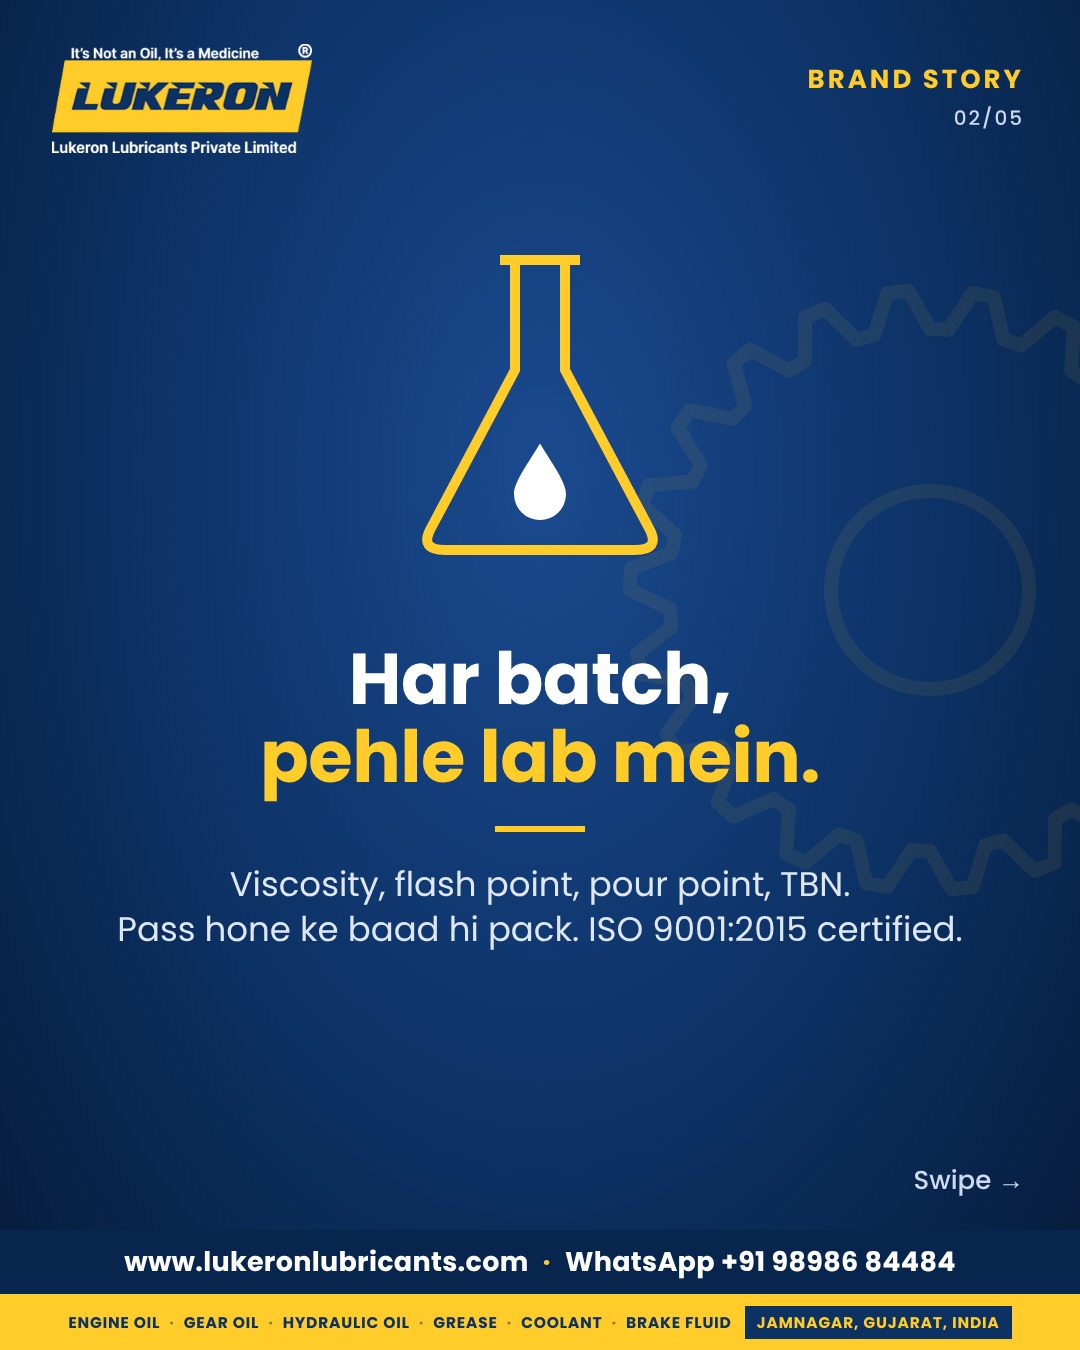 It's Not an Oil, It's a Medicine ®
LUKERON
Lukeron Lubricants Private Limited
BRAND STORY
02/05
Har batch,
pehle lab mein.
Viscosity, flash point, pour point, TBN.
Pass hone ke baad hi pack. ISO 9001:2015 certified.
Swipe →
www.lukeronlubricants.com · WhatsApp +91 98986 84484
ENGINE OIL · GEAR OIL · HYDRAULIC OIL · GREASE · COOLANT · BRAKE FLUID JAMNAGAR, GUJARAT, INDIA